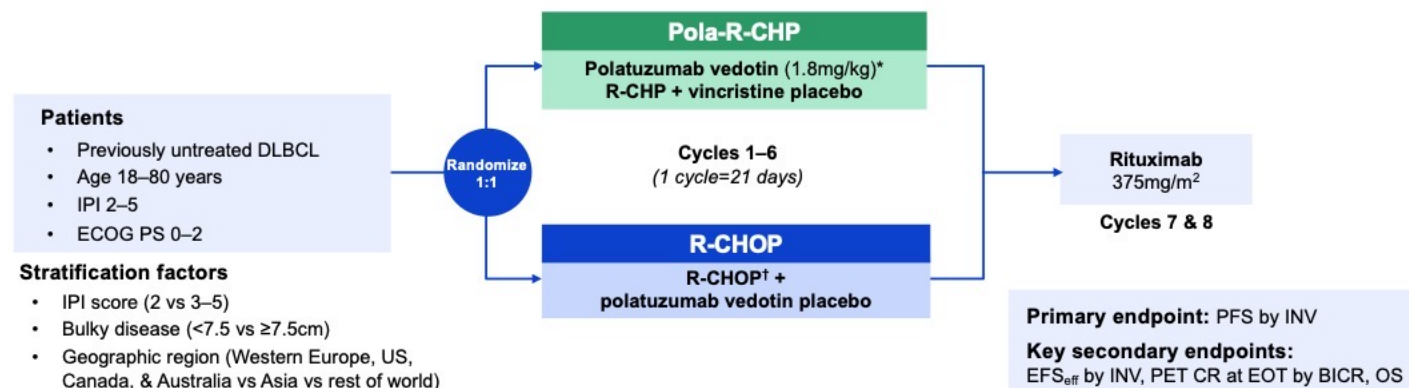 Patients
• Previously untreated DLBCL
• Age 18–80 years
• IPI 2–5
• ECOG PS 0–2
Stratification factors
• IPI score (2 vs 3–5)
• Bulky disease (<7.5 vs ≥7.5cm)
• Geographic region (Western Europe, US,
Canada, & Australia vs Asia vs rest of world)
Randomize
1:1
Pola-R-CHP
Polatuzumab vedotin (1.8mg/kg)*
R-CHP + vincristine placebo
Cycles 1–6
(1 cycle=21 days)
R-CHOP
R-CHOP† +
polatuzumab vedotin placebo
Rituximab
375mg/m²
Cycles 7 & 8
Primary endpoint: PFS by INV
Key secondary endpoints:
EFSeff by INV, PET CR at EOT by BICR, OS